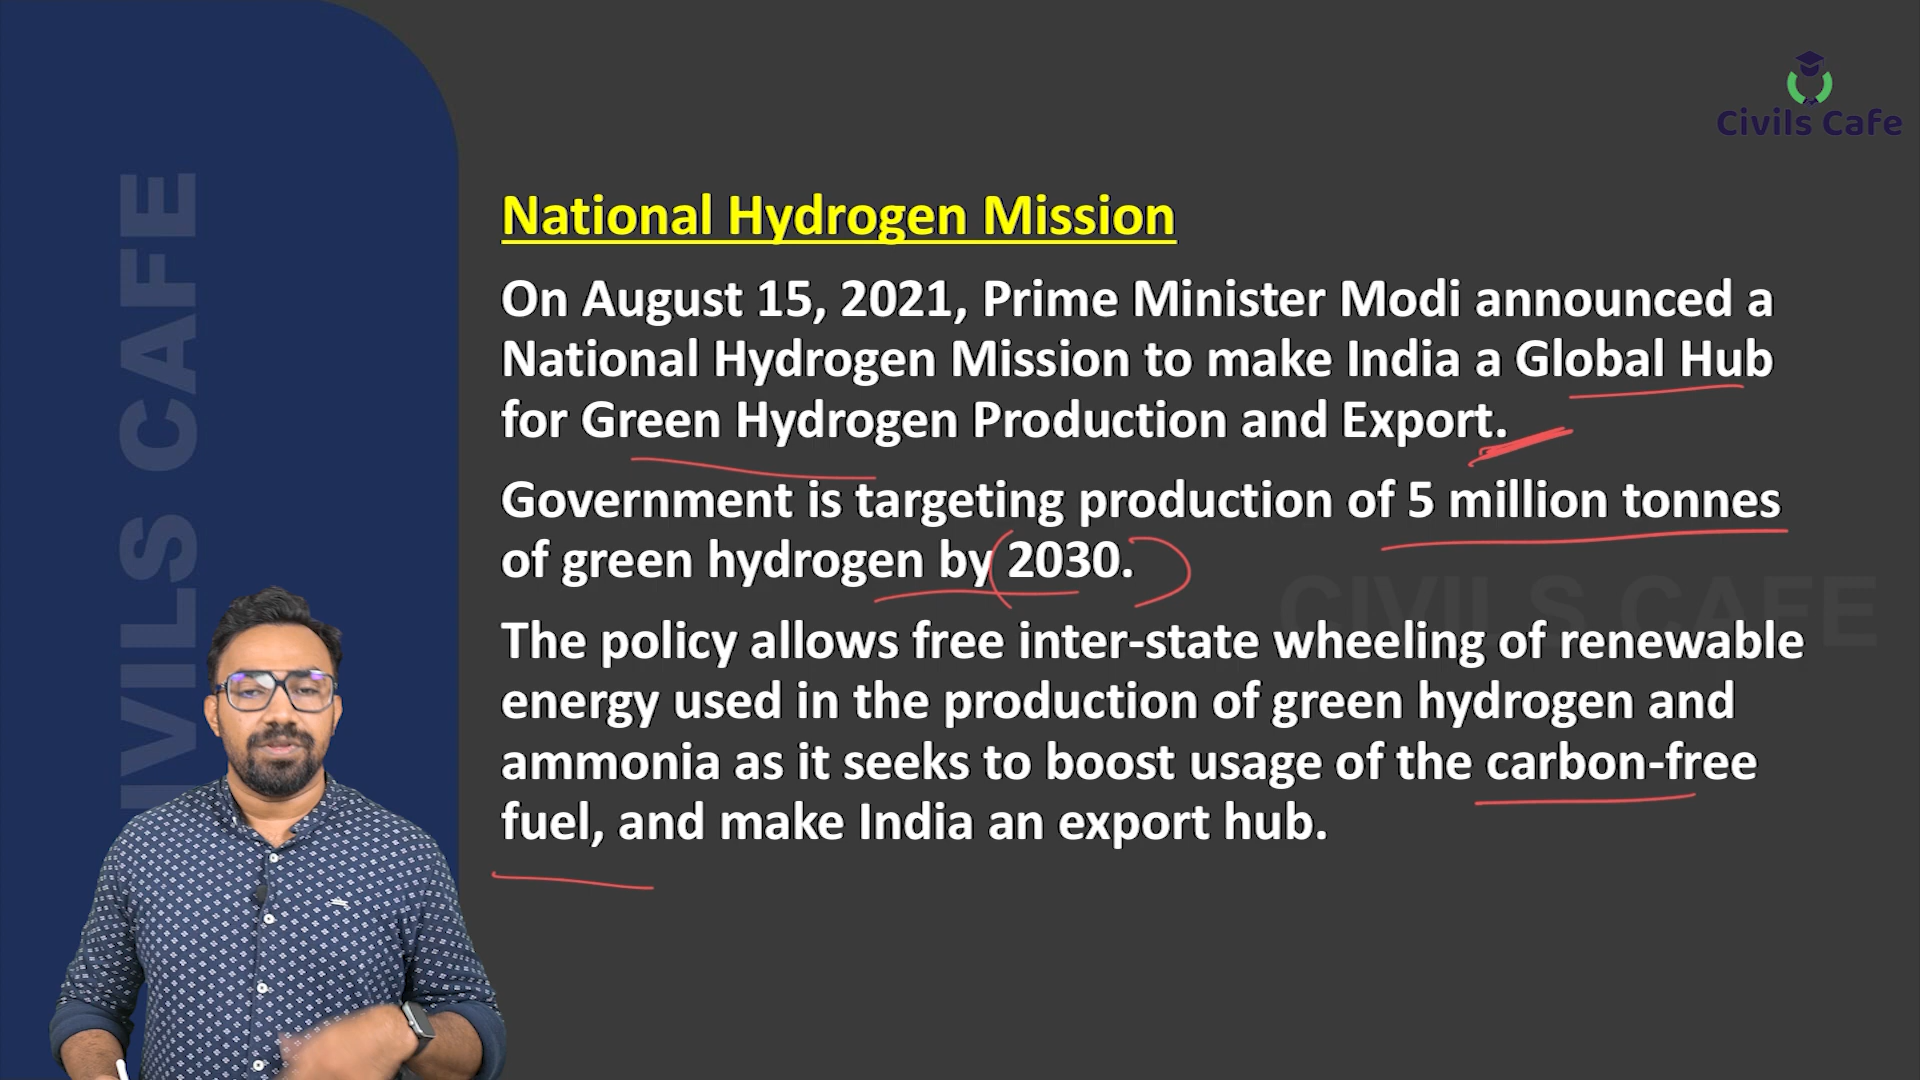 Civils Cafe
National Hydrogen Mission
On August 15, 2021, Prime Minister Modi announced a
National Hydrogen Mission to make India a Global Hub
for Green Hydrogen Production and Export.
Government is targeting production of 5 million tonnes
of green hydrogen by 2030.
The policy allows free inter-state wheeling of renewable
energy used in the production of green hydrogen and
ammonia as it seeks to boost usage of the carbon-free
fuel, and make India an export hub.
CIVILS CAFE
IVILS CAFE